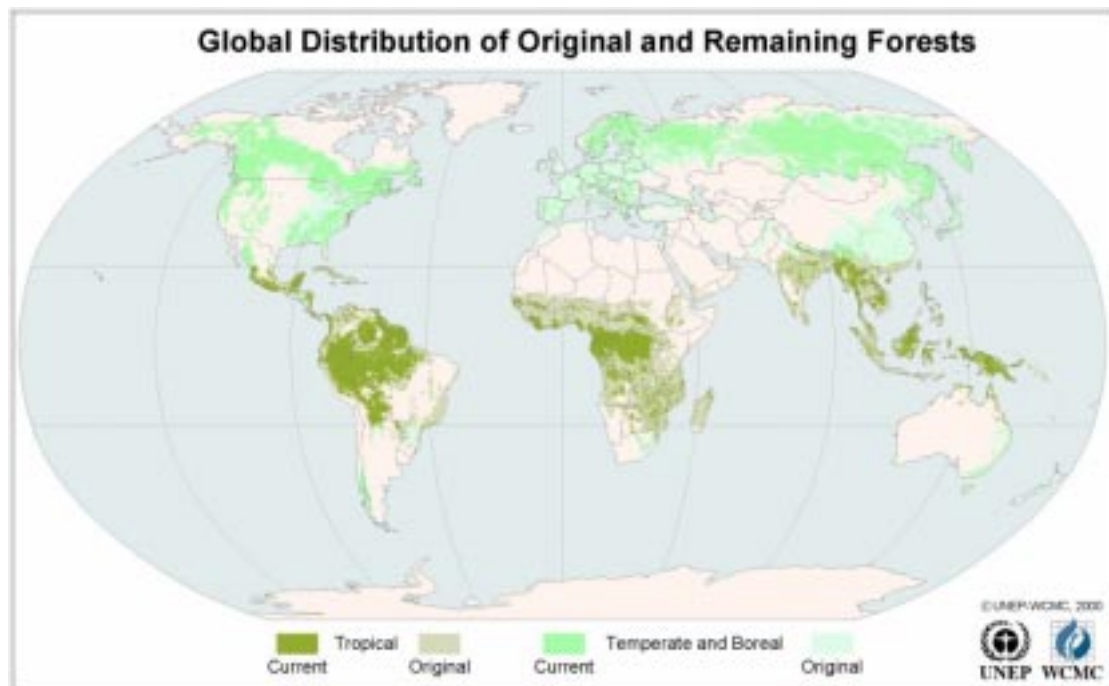 Global Distribution of Original and Remaining Forests
© UNEP-WCMC, 2000
Tropical
Temperate and Boreal
Current
Original
Current
Original
UNEP WCMC